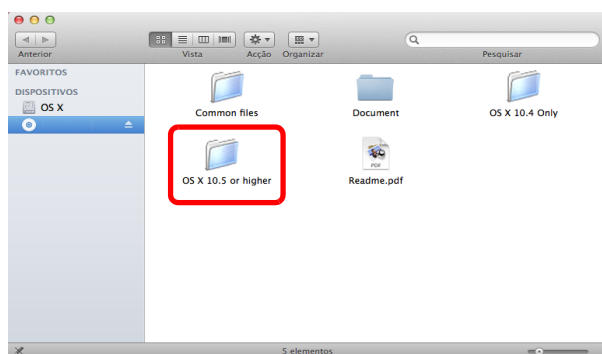 Anterior Vista Acção Organizar Pesquisar
FAVORITOS
DISPOSITIVOS
OS X
Common files Document OS X 10.4 Only
OS X 10.5 or higher Readme.pdf
PDF
5 elementos